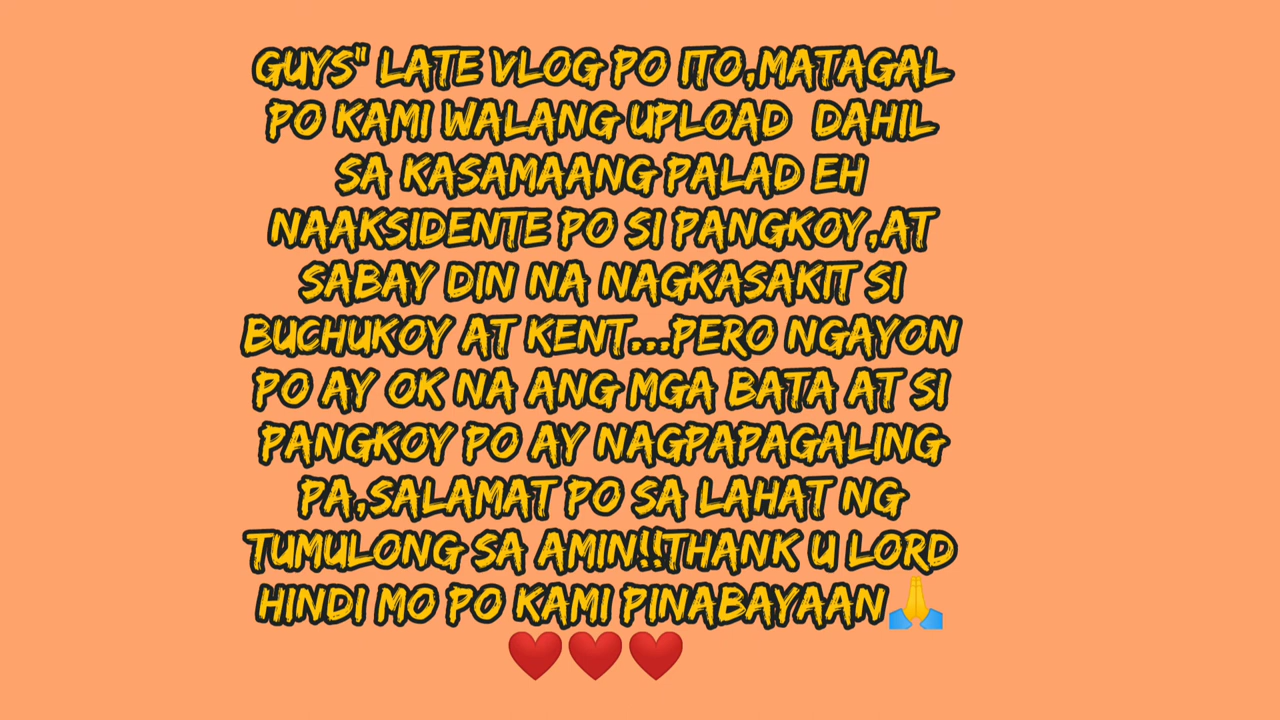 GUYS" LATE VLOG PO ITO,MATAGAL
PO KAMI WALANG UPLOAD DAHIL
SA KASAMAANG PALAD EH
NAAKSIDENTE PO SI PANGKOY,AT
SABAY DIN NA NAGKASAKIT SI
BUCHUKOY AT KENT...PERO NGAYON
PO AY OK NA ANG MGA BATA AT SI
PANGKOY PO AY NAGPAPAGALING
PA,SALAMAT PO SA LAHAT NG
TUMULONG SA AMIN!!THANK U LORD
HINDI MO PO KAMI PINABAYAAN🙏
❤️❤️❤️